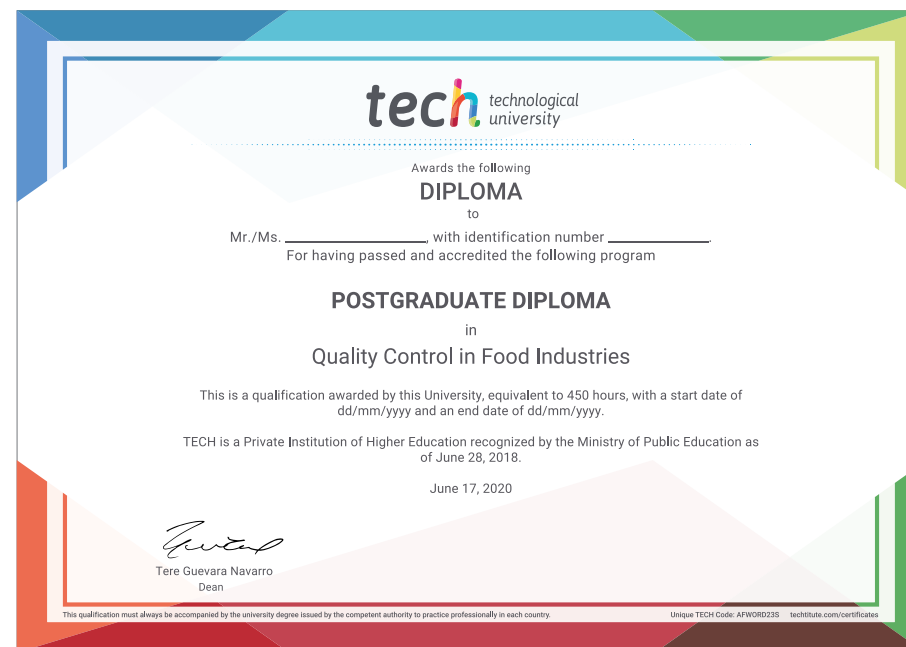 tech technological
university
Awards the following
DIPLOMA
to
Mr./Ms. ____________________, with identification number ______________.
For having passed and accredited the following program
POSTGRADUATE DIPLOMA
in
Quality Control in Food Industries
This is a qualification awarded by this University, equivalent to 450 hours, with a start date of
dd/mm/yyyy and an end date of dd/mm/yyyy.
TECH is a Private Institution of Higher Education recognized by the Ministry of Public Education as
of June 28, 2018.
June 17, 2020
Tere Guevara Navarro
Dean
This qualification must always be accompanied by the university degree issued by the competent authority to practice professionally in each country. Unique TECH Code: AFWORD23S techtitute.com/certificates